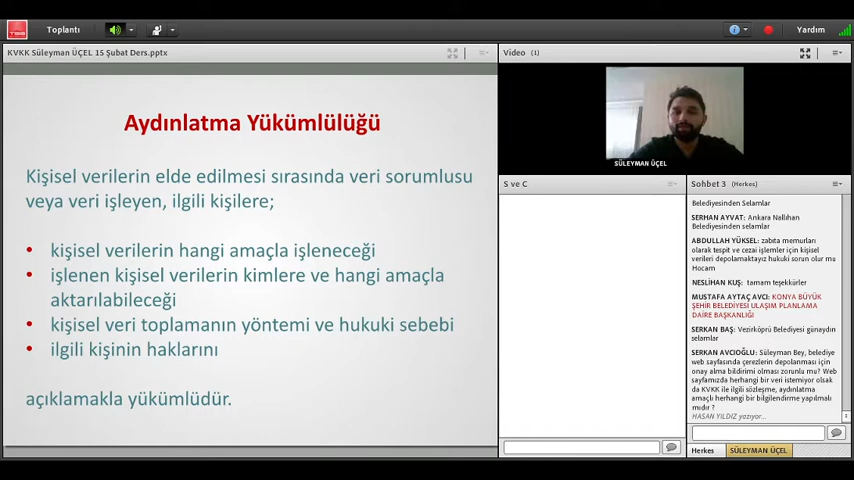 Toplantı
Yardım
KVKK Süleyman ÜÇEL 15 Şubat Ders.pptx
Video (1)
Aydınlatma Yükümlülüğü
Kişisel verilerin elde edilmesi sırasında veri sorumlusu
veya veri işleyen, ilgili kişilere;
• kişisel verilerin hangi amaçla işleneceği
• işlenen kişisel verilerin kimlere ve hangi amaçla
aktarılabileceği
• kişisel veri toplamanın yöntemi ve hukuki sebebi
• ilgili kişinin haklarını
açıklamakla yükümlüdür.
SÜLEYMAN ÜÇEL
S ve C
Sohbet 3 (Herkes)
Belediyesinden Selamlar
SERHAN AYVAT: Ankara Nallıhan
Belediyesinden selamlar
ABDULLAH YÜKSEL: zabıta memurları
olarak tespit ve cezai işlemler için kişisel
verileri depolamaktayız hukuki sorun olur mu
Hocam
NESLİHAN KUŞ: tamam teşekkürler
MUSTAFA AYTAÇ AVCI: KONYA BÜYÜK
ŞEHİR BELEDİYESİ ULAŞIM PLANLAMA
DAİRE BAŞKANLIĞI
SERKAN BAŞ: Vezirköprü Belediyesi günaydın
selamlar
SERKAN AVCIOĞLU: Süleyman Bey, belediye
web sayfasında çerezlerin depolanması için
onay alma bildirimi olması zorunlu mu? Web
sayfamızda herhangi bir veri istemiyor olsak
da KVKK ile ilgili sözleşme, aydınlatma
amaçlı herhangi bir bilgilendirme yapılmalı
mıdır ?
HASAN YILDIZ yazıyor...
Herkes
SÜLEYMAN ÜÇEL